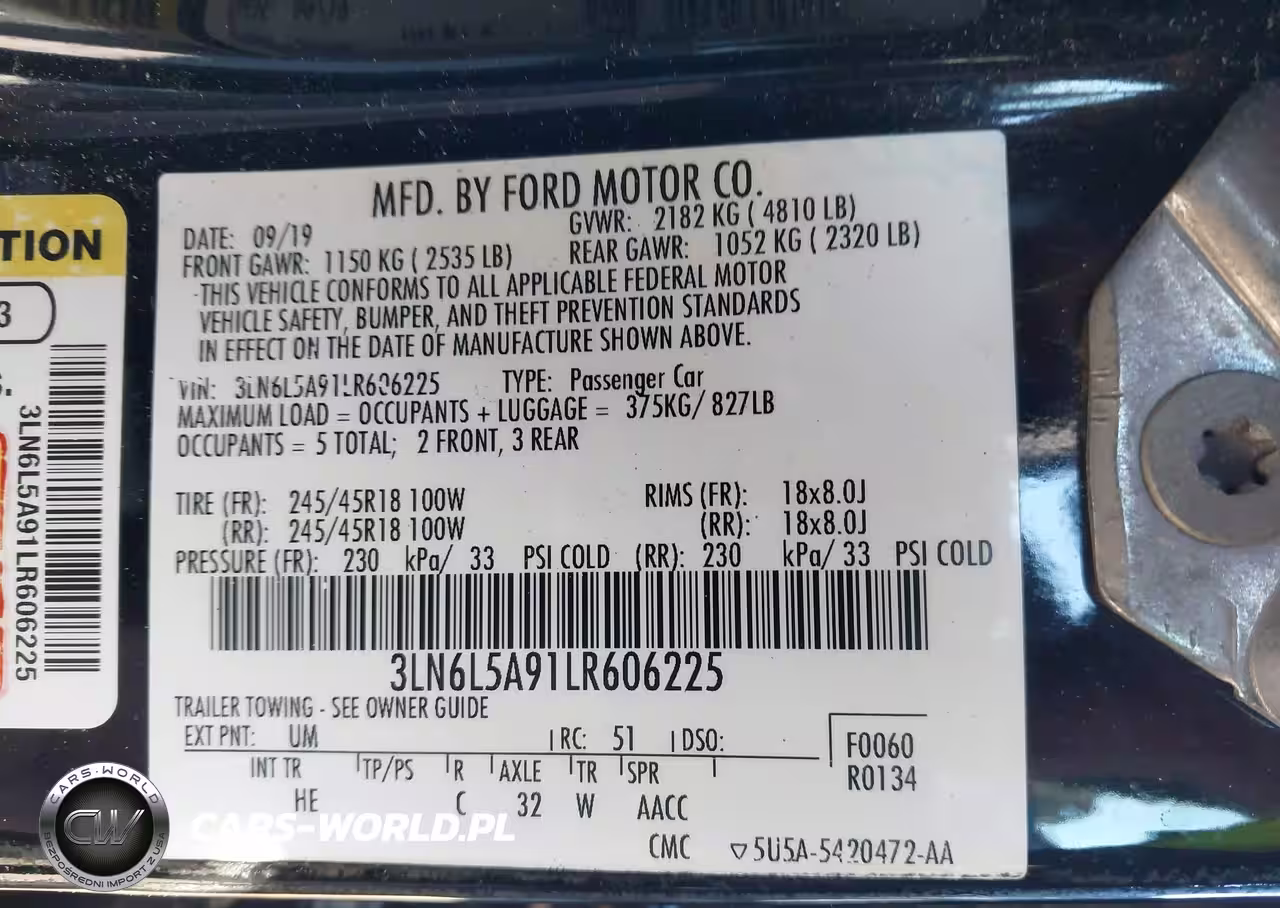 MFD. BY FORD MOTOR CO.
DATE: 09/19 GVWR: 2182 KG ( 4810 LB)
FRONT GAWR: 1150 KG ( 2535 LB) REAR GAWR: 1052 KG ( 2320 LB)
THIS VEHICLE CONFORMS TO ALL APPLICABLE FEDERAL MOTOR
VEHICLE SAFETY, BUMPER, AND THEFT PREVENTION STANDARDS
IN EFFECT ON THE DATE OF MANUFACTURE SHOWN ABOVE.
VIN: 3LN6L5A91LR606225 TYPE: Passenger Car
MAXIMUM LOAD = OCCUPANTS + LUGGAGE = 375KG/ 827LB
OCCUPANTS = 5 TOTAL; 2 FRONT, 3 REAR
TIRE (FR): 245/45R18 100W RIMS (FR): 18x8.0J
(RR): 245/45R18 100W (RR): 18x8.0J
PRESSURE (FR): 230 kPa/ 33 PSI COLD (RR): 230 kPa/ 33 PSI COLD
3LN6L5A91LR606225
TRAILER TOWING - SEE OWNER GUIDE
EXT PNT: UM RC: 51 DSO:
F0060
R0134
INT TR TP/PS R AXLE TR SPR
HE C 32 W AACC
CMC ▽5U5A-5420472-AA
TION
3
3LN6L5A91LR606225
CARS-WORLD
CW
BEZPOŚREDNI IMPORT Z USA
CARS-WORLD.PL